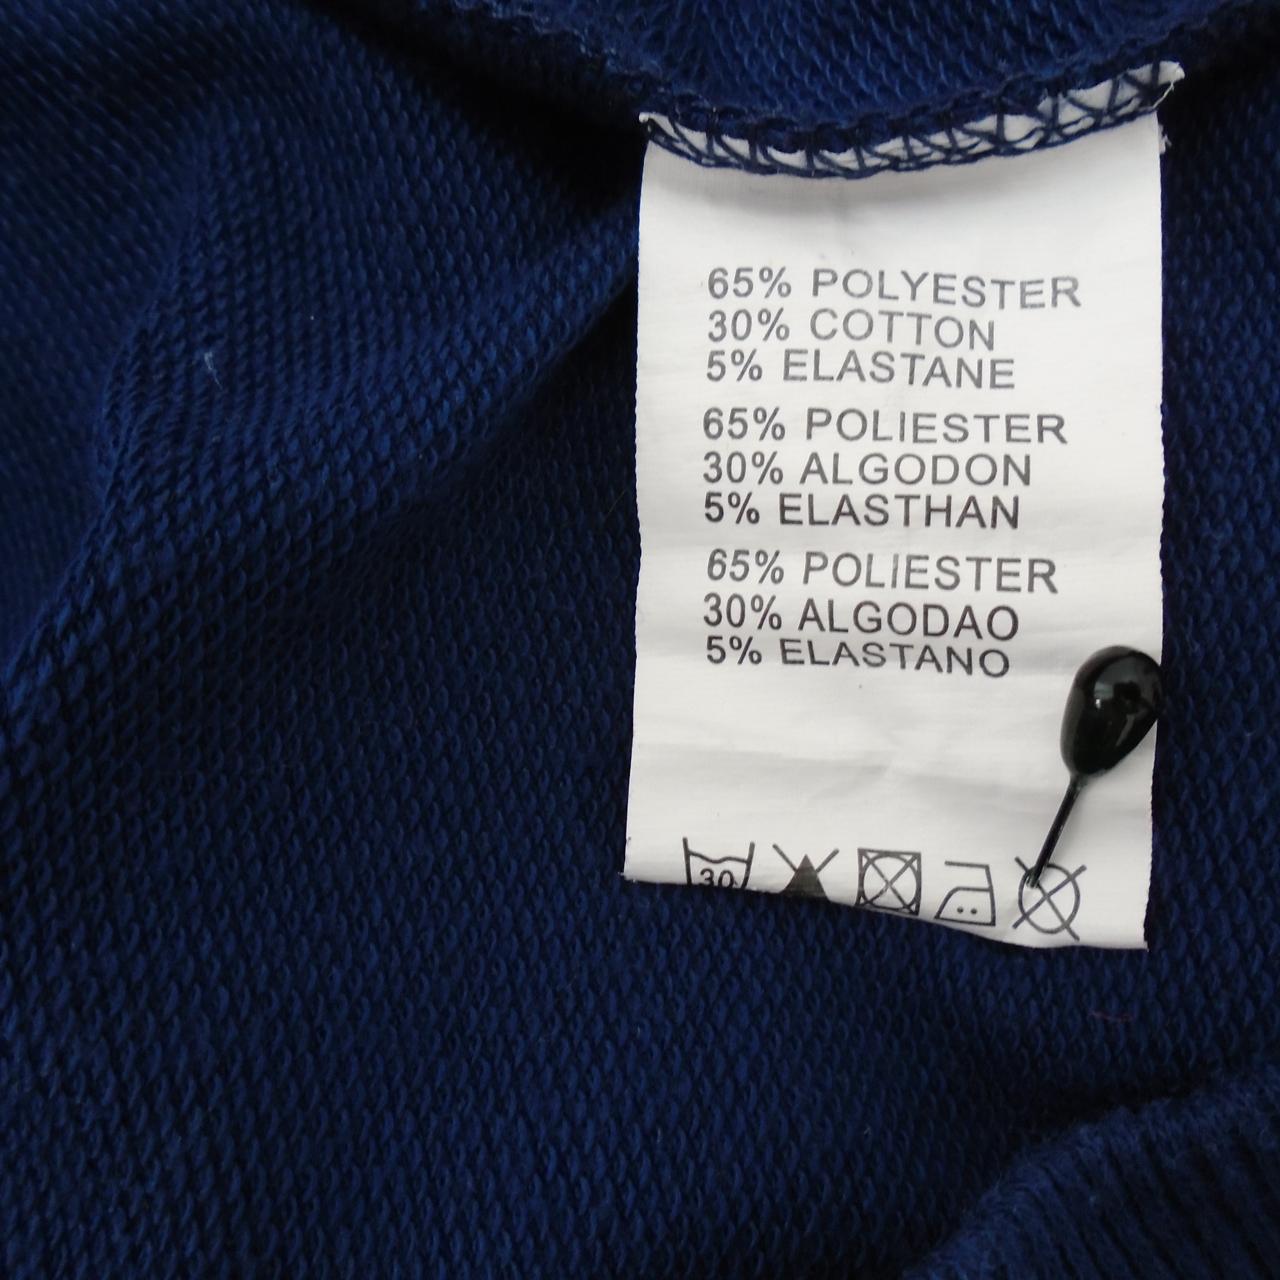 65% POLYESTER
30% COTTON
5% ELASTANE
65% POLIESTER
30% ALGODON
5% ELASTHAN
65% POLIESTER
30% ALGODAO
5% ELASTANO
30